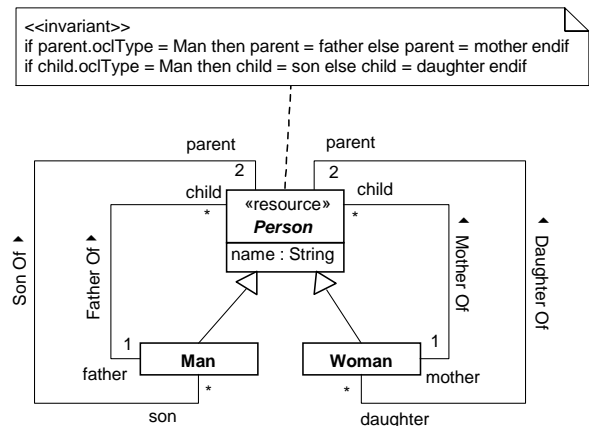 <<invariant>>
if parent.oclType = Man then parent = father else parent = mother endif
if child.oclType = Man then child = son else child = daughter endif
parent
parent
2
2
child
child
*
*
«resource»
Person
name : String
Son Of
Father Of
Mother Of
Daughter Of
1
1
Man
Woman
father
mother
*
*
son
daughter